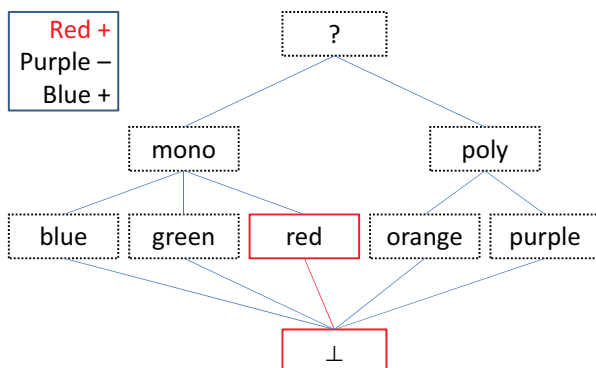 Red +
Purple –
Blue +
?
mono
poly
blue
green
red
orange
purple
⊥